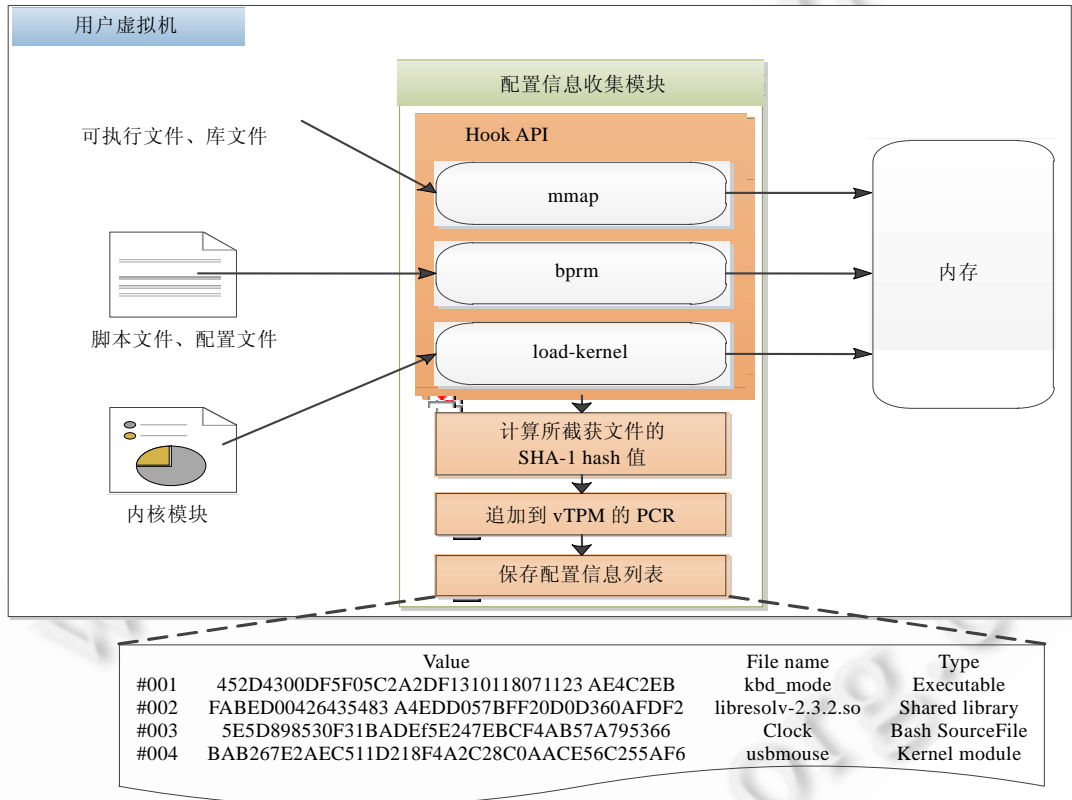 用户虚拟机
配置信息收集模块
可执行文件、库文件
Hook API
mmap
bprm
内存
脚本文件、配置文件
load-kernel
计算所截获文件的
SHA-1 hash 值
内核模块
追加到 vTPM 的 PCR
保存配置信息列表
Value File name Type
#001 452D4300DF5F05C2A2DF1310118071123 AE4C2EB kbd_mode Executable
#002 FABED00426435483 A4EDD057BFF20D0D360AFDF2 libresolv-2.3.2.so Shared library
#003 5E5D898530F31BADEf5E247EBCF4AB57A795366 Clock Bash SourceFile
#004 BAB267E2AEC511D218F4A2C28C0AACE56C255AF6 usbmouse Kernel module